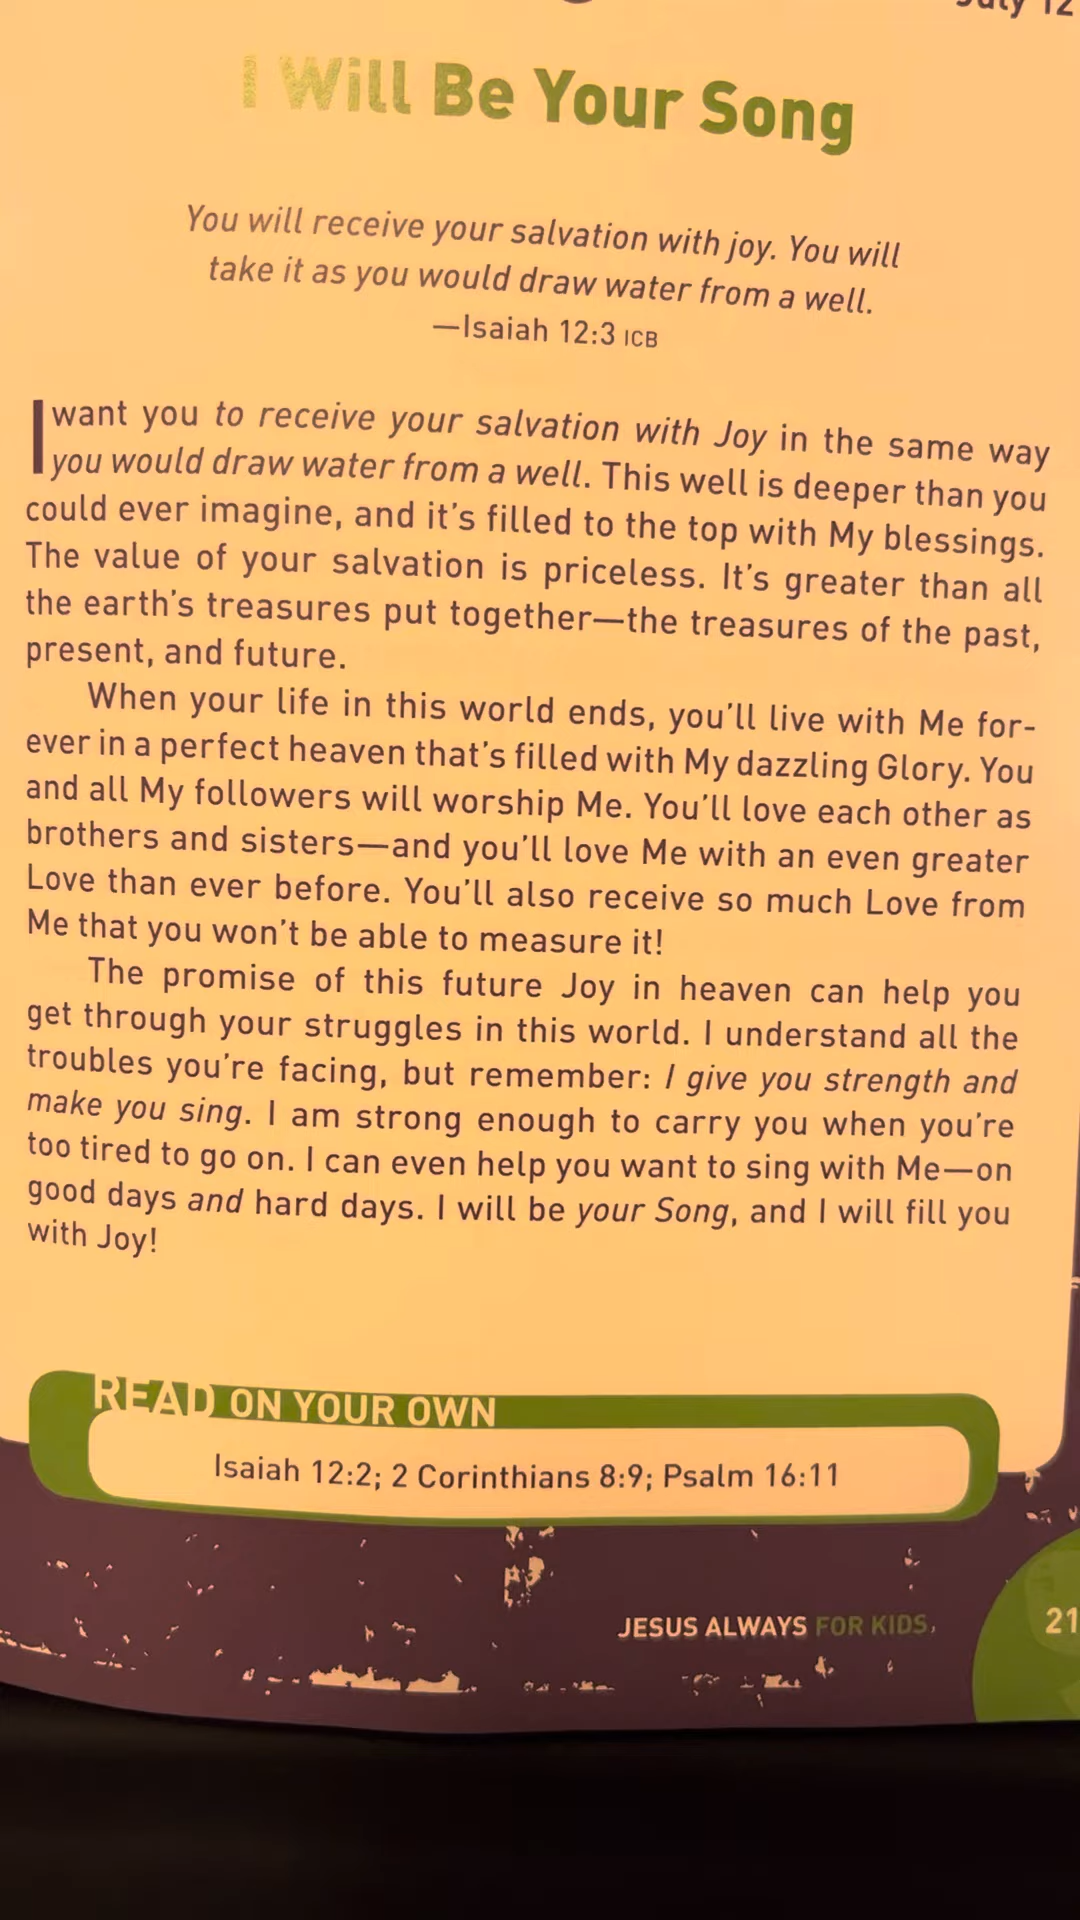 July 12
I Will Be Your Song
You will receive your salvation with joy. You will
take it as you would draw water from a well.
—Isaiah 12:3 ICB
I want you to receive your salvation with Joy in the same way
you would draw water from a well. This well is deeper than you
could ever imagine, and it's filled to the top with My blessings.
The value of your salvation is priceless. It's greater than all
the earth's treasures put together—the treasures of the past,
present, and future.
When your life in this world ends, you'll live with Me for-
ever in a perfect heaven that's filled with My dazzling Glory. You
and all My followers will worship Me. You'll love each other as
brothers and sisters—and you'll love Me with an even greater
Love than ever before. You'll also receive so much Love from
Me that you won't be able to measure it!
The promise of this future Joy in heaven can help you
get through your struggles in this world. I understand all the
troubles you're facing, but remember: I give you strength and
make you sing. I am strong enough to carry you when you're
too tired to go on. I can even help you want to sing with Me—on
good days and hard days. I will be your Song, and I will fill you
with Joy!
READ ON YOUR OWN
Isaiah 12:2; 2 Corinthians 8:9; Psalm 16:11
JESUS ALWAYS FOR KIDS,